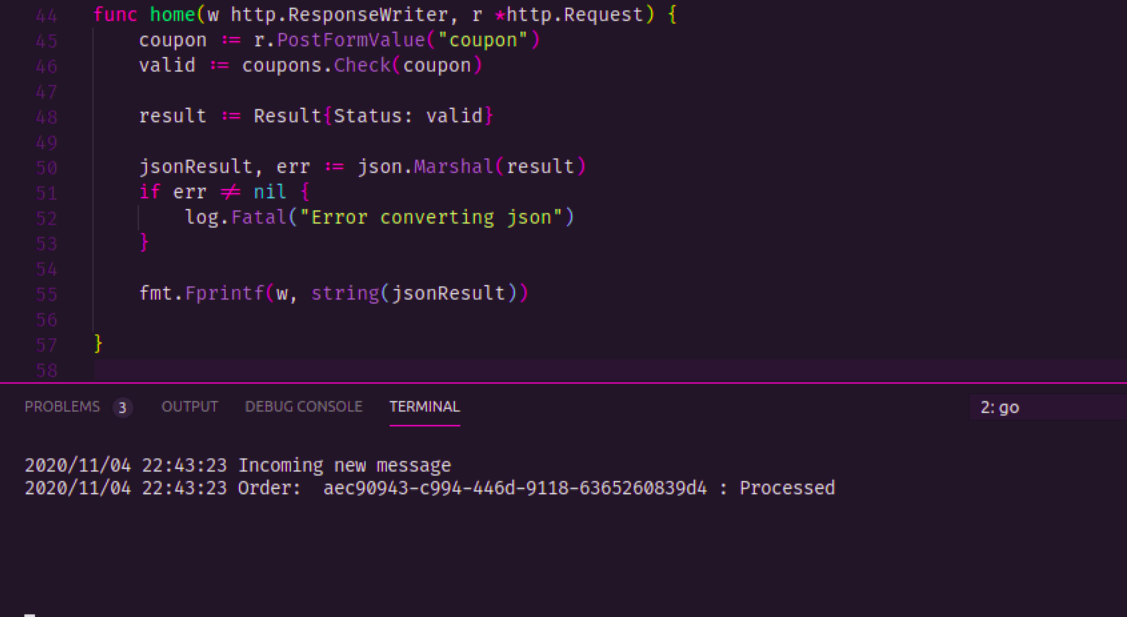 44 func home(w http.ResponseWriter, r *http.Request) {
45 coupon := r.PostFormValue("coupon")
46 valid := coupons.Check(coupon)
47
48 result := Result{Status: valid}
49
50 jsonResult, err := json.Marshal(result)
51 if err != nil {
52 log.Fatal("Error converting json")
53 }
54
55 fmt.Fprintf(w, string(jsonResult))
56
57 }
58
PROBLEMS 3 OUTPUT DEBUG CONSOLE TERMINAL 2: go
2020/11/04 22:43:23 Incoming new message
2020/11/04 22:43:23 Order:  aec90943-c994-446d-9118-6365260839d4 : Processed